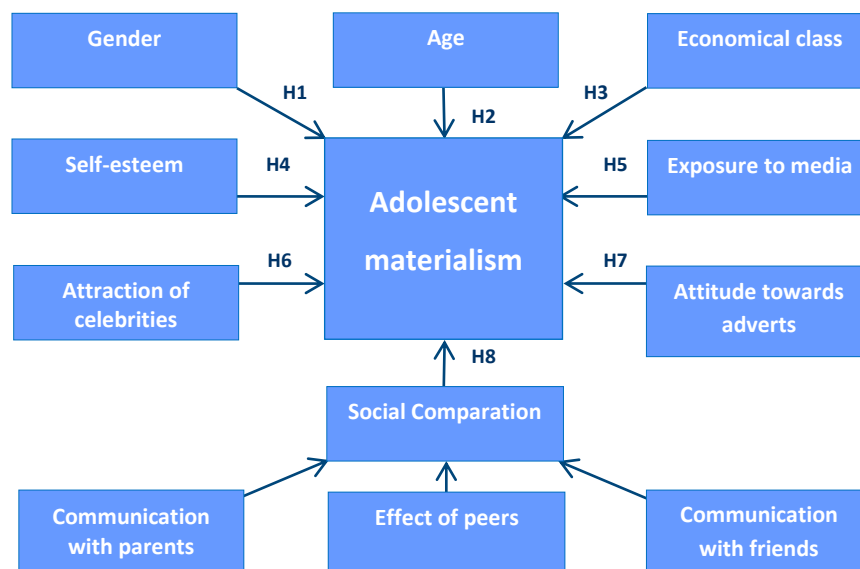 Gender
Age
Economical class
H1
H2
H3
Self-esteem
H4
Adolescent
materialism
H5
Exposure to media
Attraction of
celebrities
H6
H7
Attitude towards
adverts
H8
Social Comparation
Communication
with parents
Effect of peers
Communication
with friends